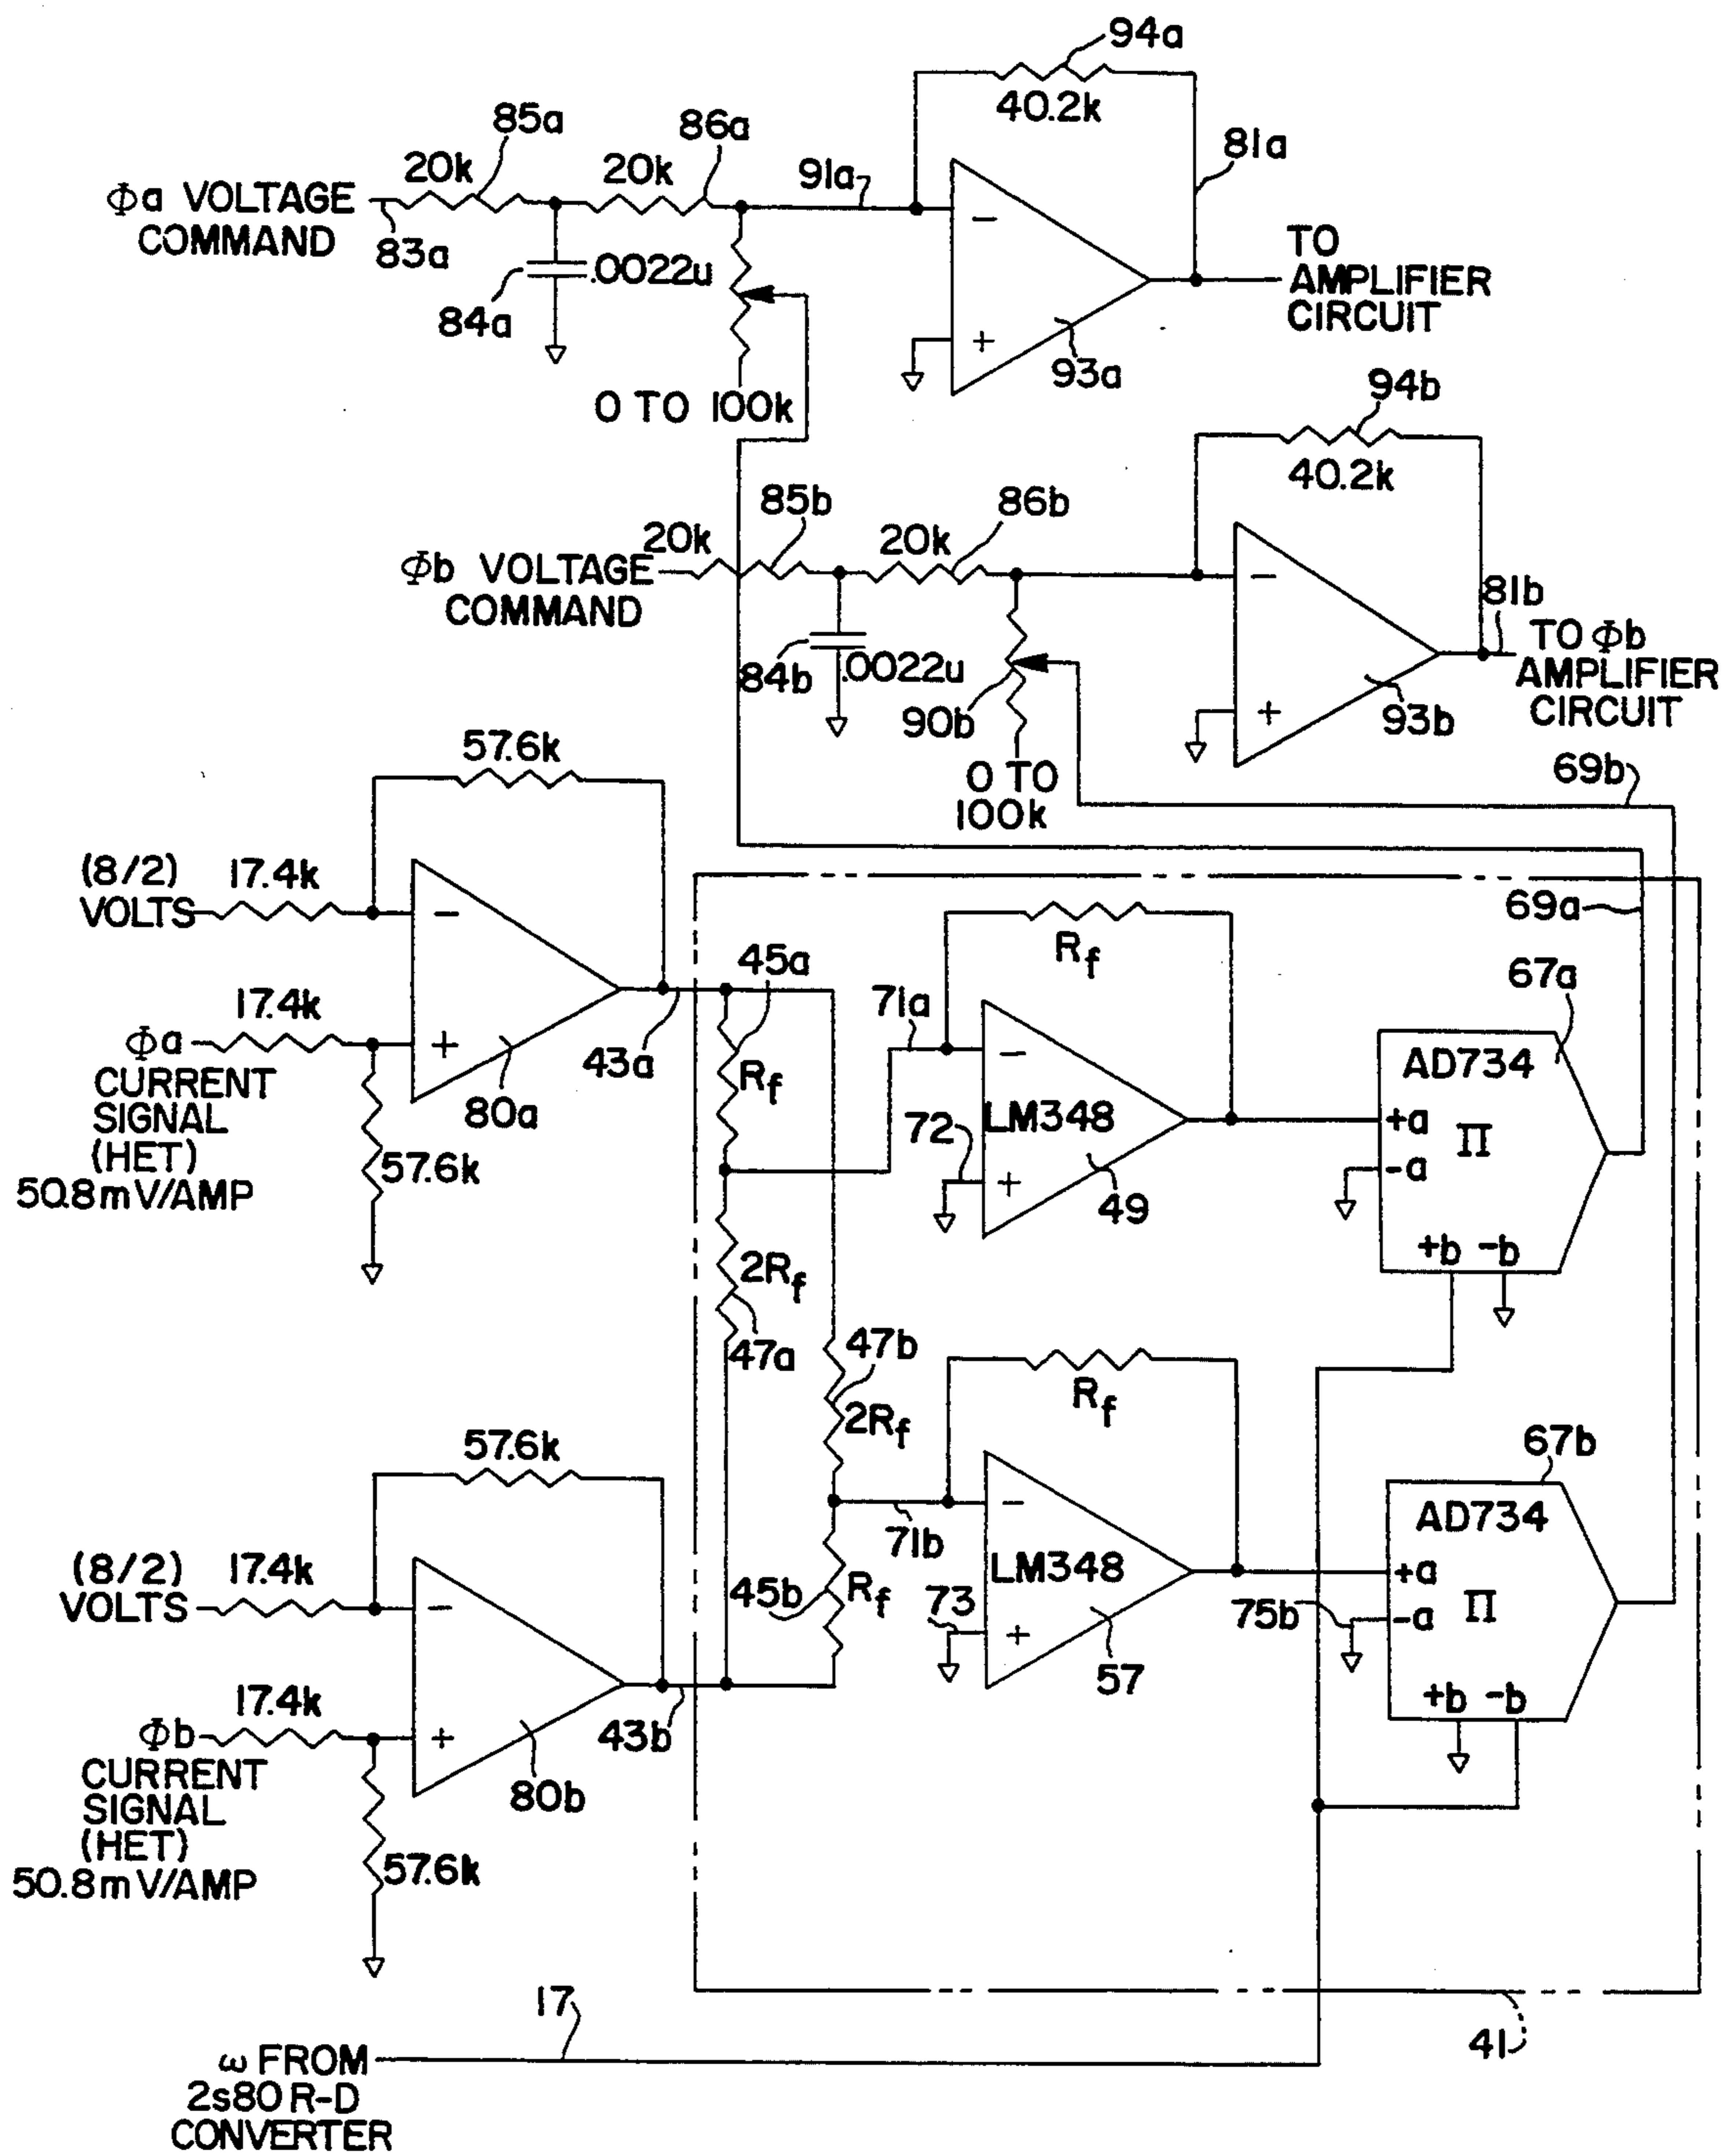 94a
40.2k
85a
86a
81a
20k
20k
91a
Φa VOLTAGE
COMMAND
83a
.0022u
84a
−
+
93a
TO
AMPLIFIER
CIRCUIT
0 TO 100k
94b
40.2k
85b
86b
20k
20k
Φb VOLTAGE
COMMAND
84b
.0022u
90b
−
+
93b
81b
TO Φb
AMPLIFIER
CIRCUIT
0 TO
100k
69b
57.6k
(8/2)
VOLTS
17.4k
−
+
17.4k
Φa
CURRENT
SIGNAL
(HET)
50.8mV/AMP
57.6k
80a
43a
45a
Rf
2Rf
47a
47b
2Rf
71a
Rf
−
LM348
72
+
49
69a
67a
AD734
+a
-a
Π
+b -b
57.6k
(8/2)
VOLTS
17.4k
−
+
17.4k
Φb
CURRENT
SIGNAL
(HET)
50.8mV/AMP
57.6k
80b
43b
45b
Rf
71b
Rf
−
LM348
73
+
57
67b
AD734
+a
75b
-a
Π
+b -b
17
41
ω FROM
2s80 R-D
CONVERTER